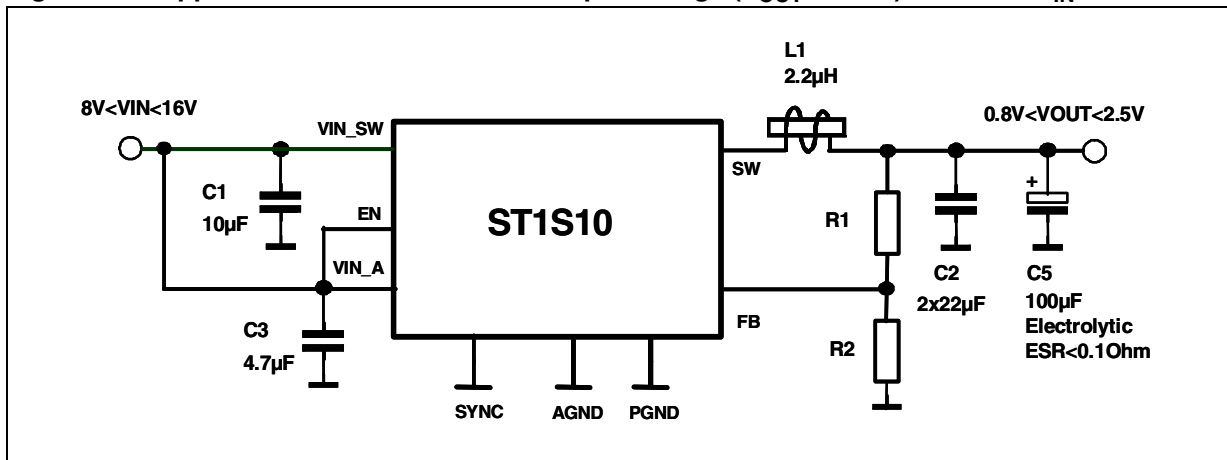 L1
2.2µH
8V<VIN<16V
0.8V<VOUT<2.5V
VIN_SW
SW
C1
10µF
EN
ST1S10
R1
VIN_A
C2
2x22µF
+
C5
100µF
Electrolytic
ESR<0.1Ohm
C3
4.7µF
FB
R2
SYNC
AGND
PGND